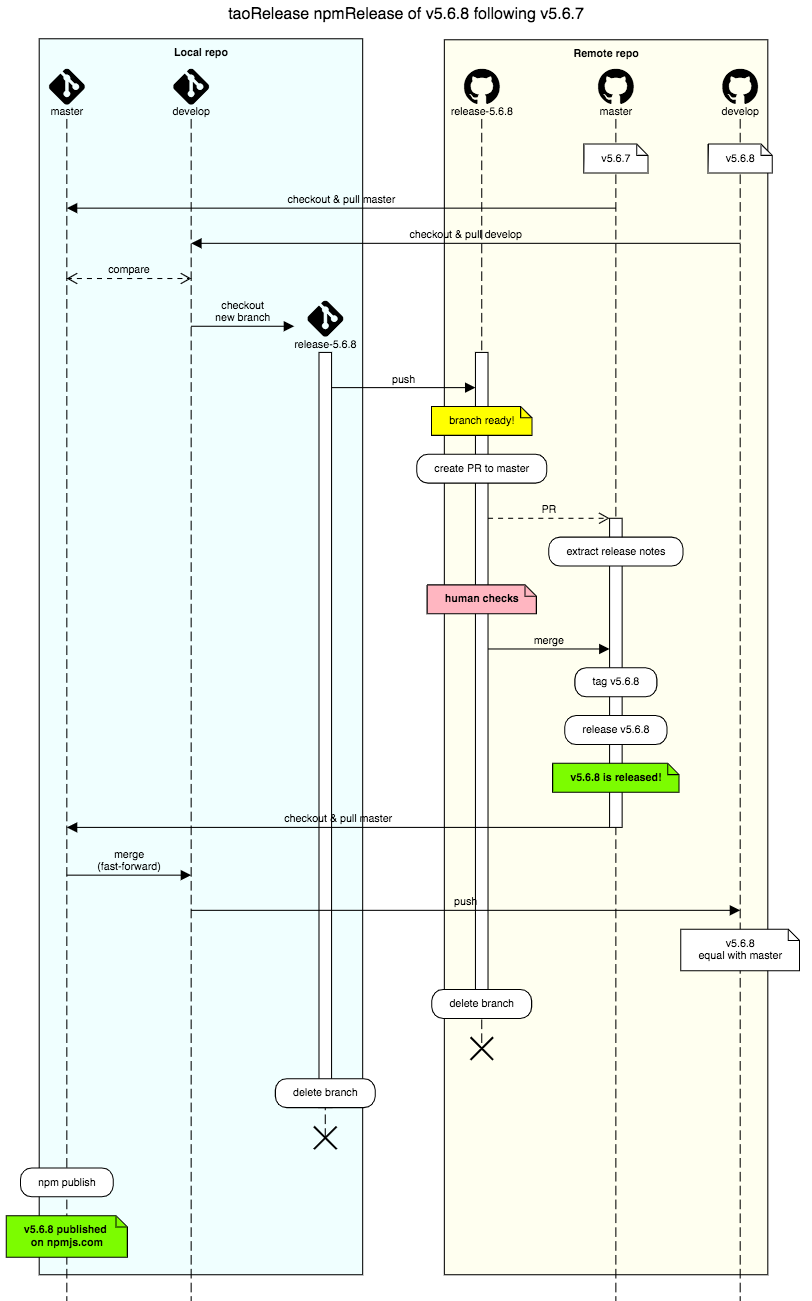 taoRelease npmRelease of v5.6.8 following v5.6.7
Local repo
Remote repo
master
develop
release-5.6.8
master
develop
v5.6.7
v5.6.8
checkout & pull master
checkout & pull develop
compare
checkout
new branch
release-5.6.8
push
branch ready!
create PR to master
PR
extract release notes
human checks
merge
tag v5.6.8
release v5.6.8
v5.6.8 is released!
checkout & pull master
merge
(fast-forward)
push
v5.6.8
equal with master
delete branch
delete branch
npm publish
v5.6.8 published
on npmjs.com